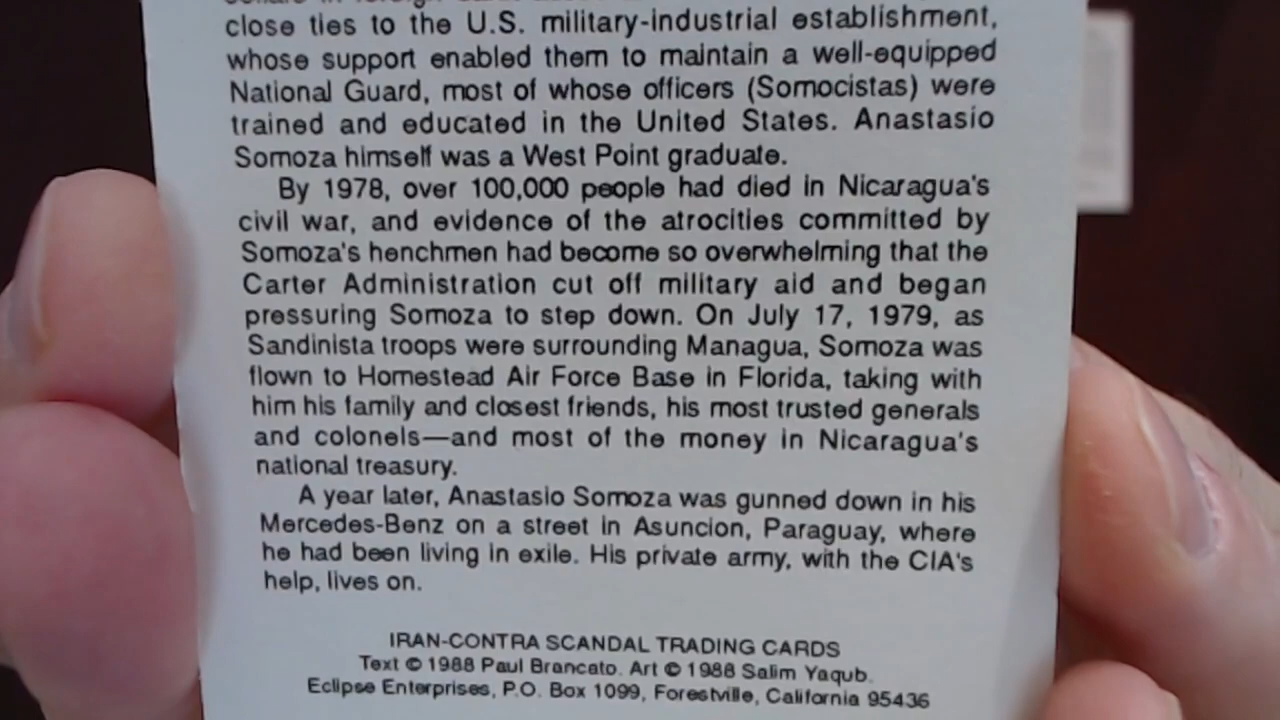 close ties to the U.S. military-industrial establishment,
whose support enabled them to maintain a well-equipped
National Guard, most of whose officers (Somocistas) were
trained and educated in the United States. Anastasio
Somoza himself was a West Point graduate.
By 1978, over 100,000 people had died in Nicaragua's
civil war, and evidence of the atrocities committed by
Somoza's henchmen had become so overwhelming that the
Carter Administration cut off military aid and began
pressuring Somoza to step down. On July 17, 1979, as
Sandinista troops were surrounding Managua, Somoza was
flown to Homestead Air Force Base in Florida, taking with
him his family and closest friends, his most trusted generals
and colonels—and most of the money in Nicaragua's
national treasury.
A year later, Anastasio Somoza was gunned down in his
Mercedes-Benz on a street in Asuncion, Paraguay, where
he had been living in exile. His private army, with the CIA's
help, lives on.
IRAN-CONTRA SCANDAL TRADING CARDS
Text © 1988 Paul Brancato. Art © 1988 Salim Yaqub.
Eclipse Enterprises, P.O. Box 1099, Forestville, California 95436